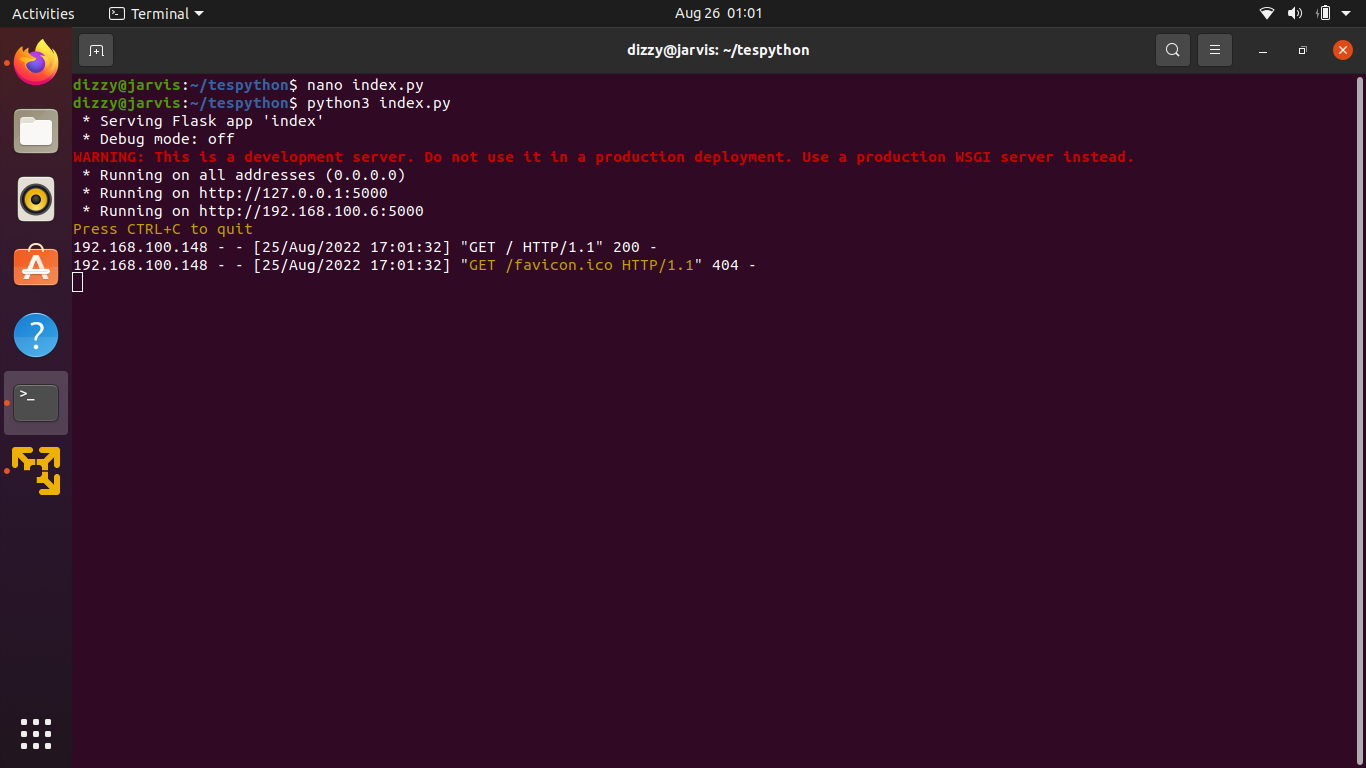 Activities
Terminal
Aug 26 01:01
dizzy@jarvis: ~/tespython
dizzy@jarvis:~/tespython$ nano index.py
dizzy@jarvis:~/tespython$ python3 index.py
 * Serving Flask app 'index'
 * Debug mode: off
WARNING: This is a development server. Do not use it in a production deployment. Use a production WSGI server instead.
 * Running on all addresses (0.0.0.0)
 * Running on http://127.0.0.1:5000
 * Running on http://192.168.100.6:5000
Press CTRL+C to quit
192.168.100.148 - - [25/Aug/2022 17:01:32] "GET / HTTP/1.1" 200 -
192.168.100.148 - - [25/Aug/2022 17:01:32] "GET /favicon.ico HTTP/1.1" 404 -